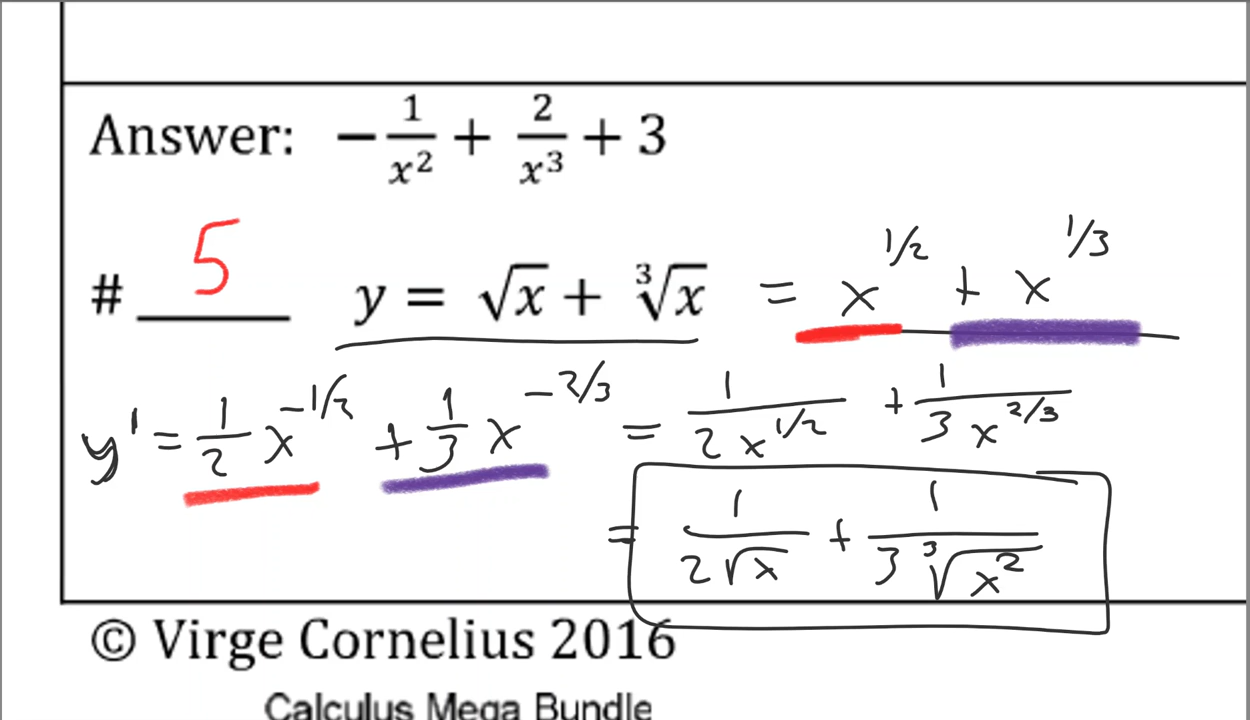 Answer: −1/x² + 2/x³ + 3
# 5 y = √x + ∛x = x^(1/2) + x^(1/3)
y' = 1/2 x^(−1/2) + 1/3 x^(−2/3) = 1/(2x^(1/2)) + 1/(3x^(2/3))
= 1/(2√x) + 1/(3∛x²)
© Virge Cornelius 2016
Calculus Mega Bundle